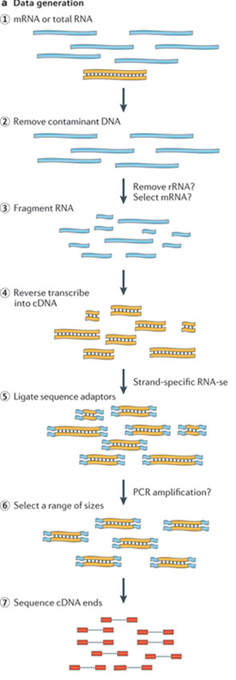 a Data generation
① mRNA or total RNA
② Remove contaminant DNA
Remove rRNA?
Select mRNA?
③ Fragment RNA
④ Reverse transcribe
into cDNA
Strand-specific RNA-se
⑤ Ligate sequence adaptors
PCR amplification?
⑥ Select a range of sizes
⑦ Sequence cDNA ends